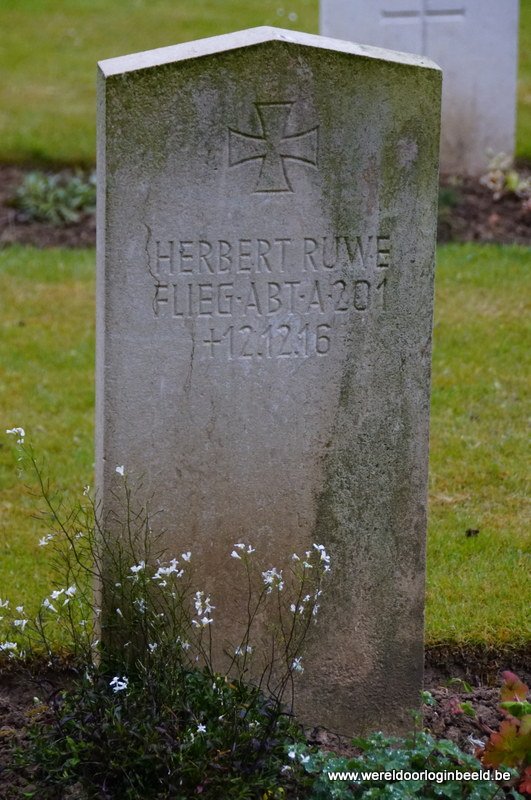 HERBERT RUWE
FLIEG·ABT·A·201
+12.12.16
www.wereldoorloginbeeld.be